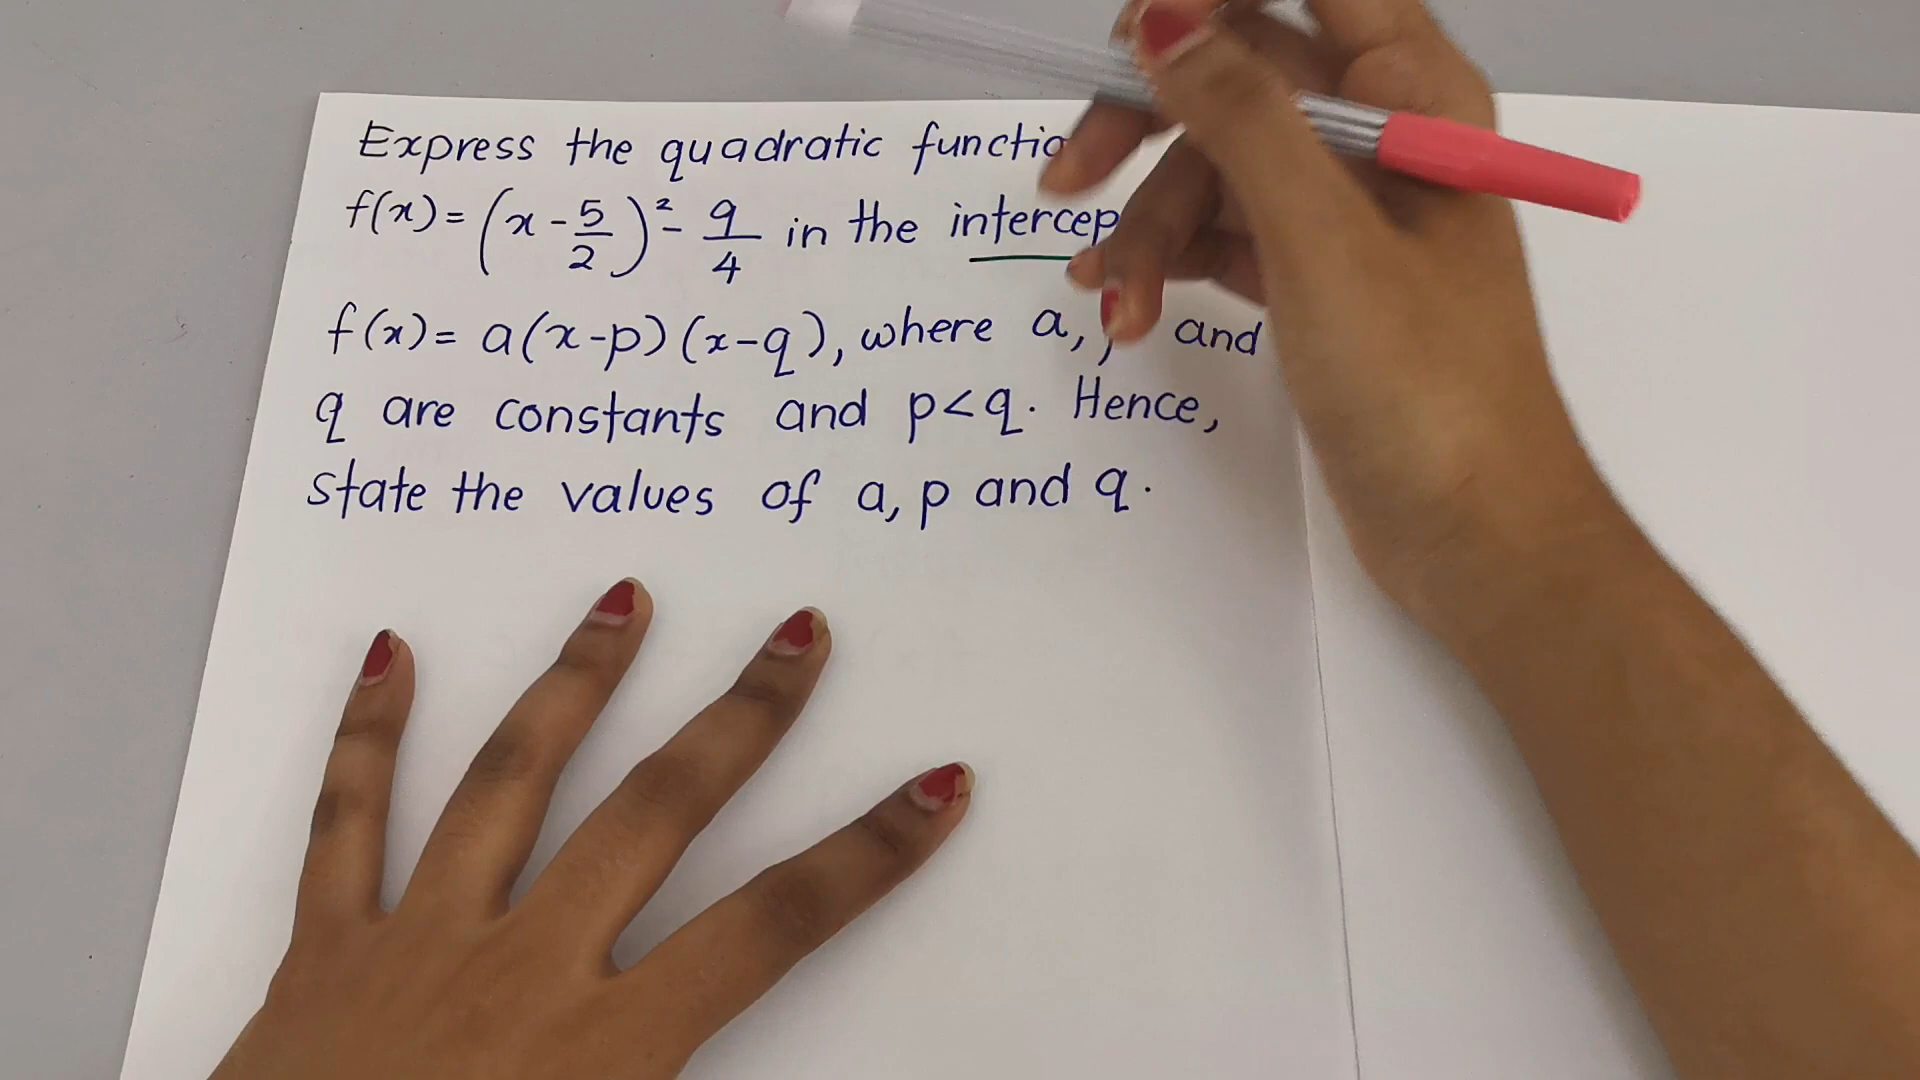 Express the quadratic functio
f(x) = (x - 5/2)² - 9/4 in the intercep
f(x) = a(x-p)(x-q), where a, and
q are constants and p<q. Hence,
state the values of a, p and q.